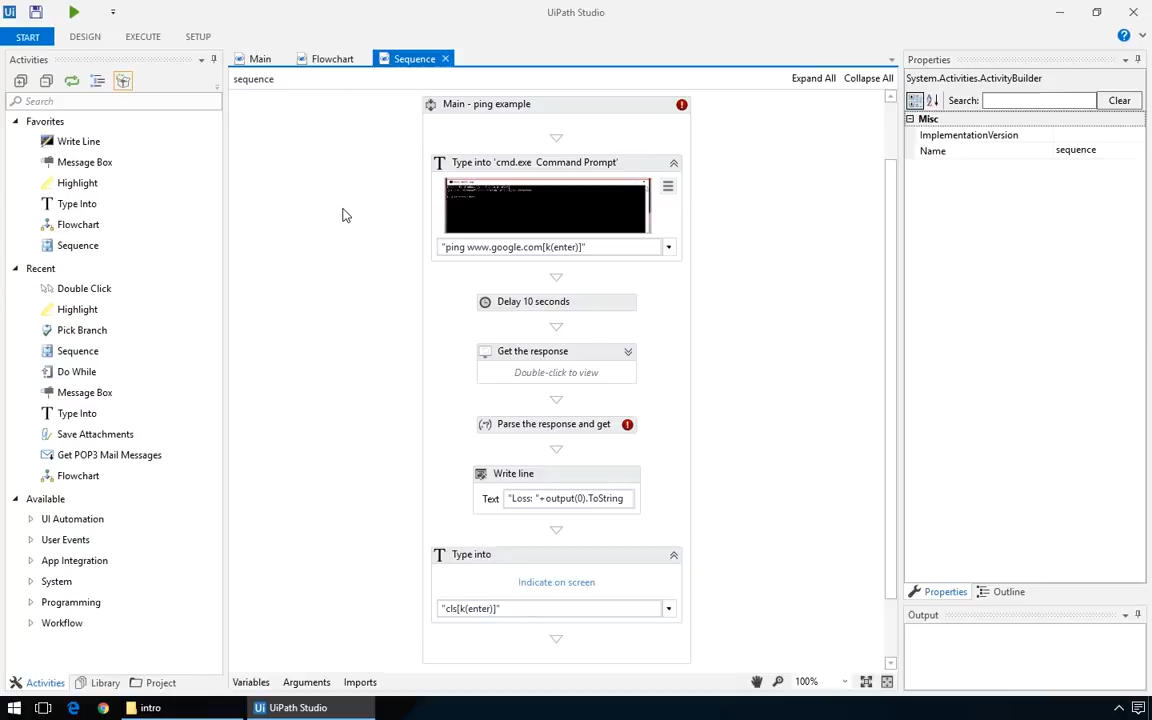 Ui
UiPath Studio
START DESIGN EXECUTE SETUP
Activities
Main Flowchart Sequence
Properties
sequence
Expand All Collapse All
System.Activities.ActivityBuilder
Search
Search: Clear
Main - ping example
Misc
ImplementationVersion
Name sequence
Favorites
Write Line
Message Box
Highlight
Type Into
Flowchart
Sequence
Recent
Double Click
Highlight
Pick Branch
Sequence
Do While
Message Box
Type Into
Save Attachments
Get POP3 Mail Messages
Flowchart
Available
UI Automation
User Events
App Integration
System
Programming
Workflow
Type into 'cmd.exe Command Prompt'
"ping www.google.com[k(enter)]"
Delay 10 seconds
Get the response
Double-click to view
Parse the response and get
Write line
Text "Loss: "+output(0).ToString
Type into
Indicate on screen
"cls[k(enter)]"
Properties Outline
Output
Activities Library Project
Variables Arguments Imports
100%
intro
Ui UiPath Studio